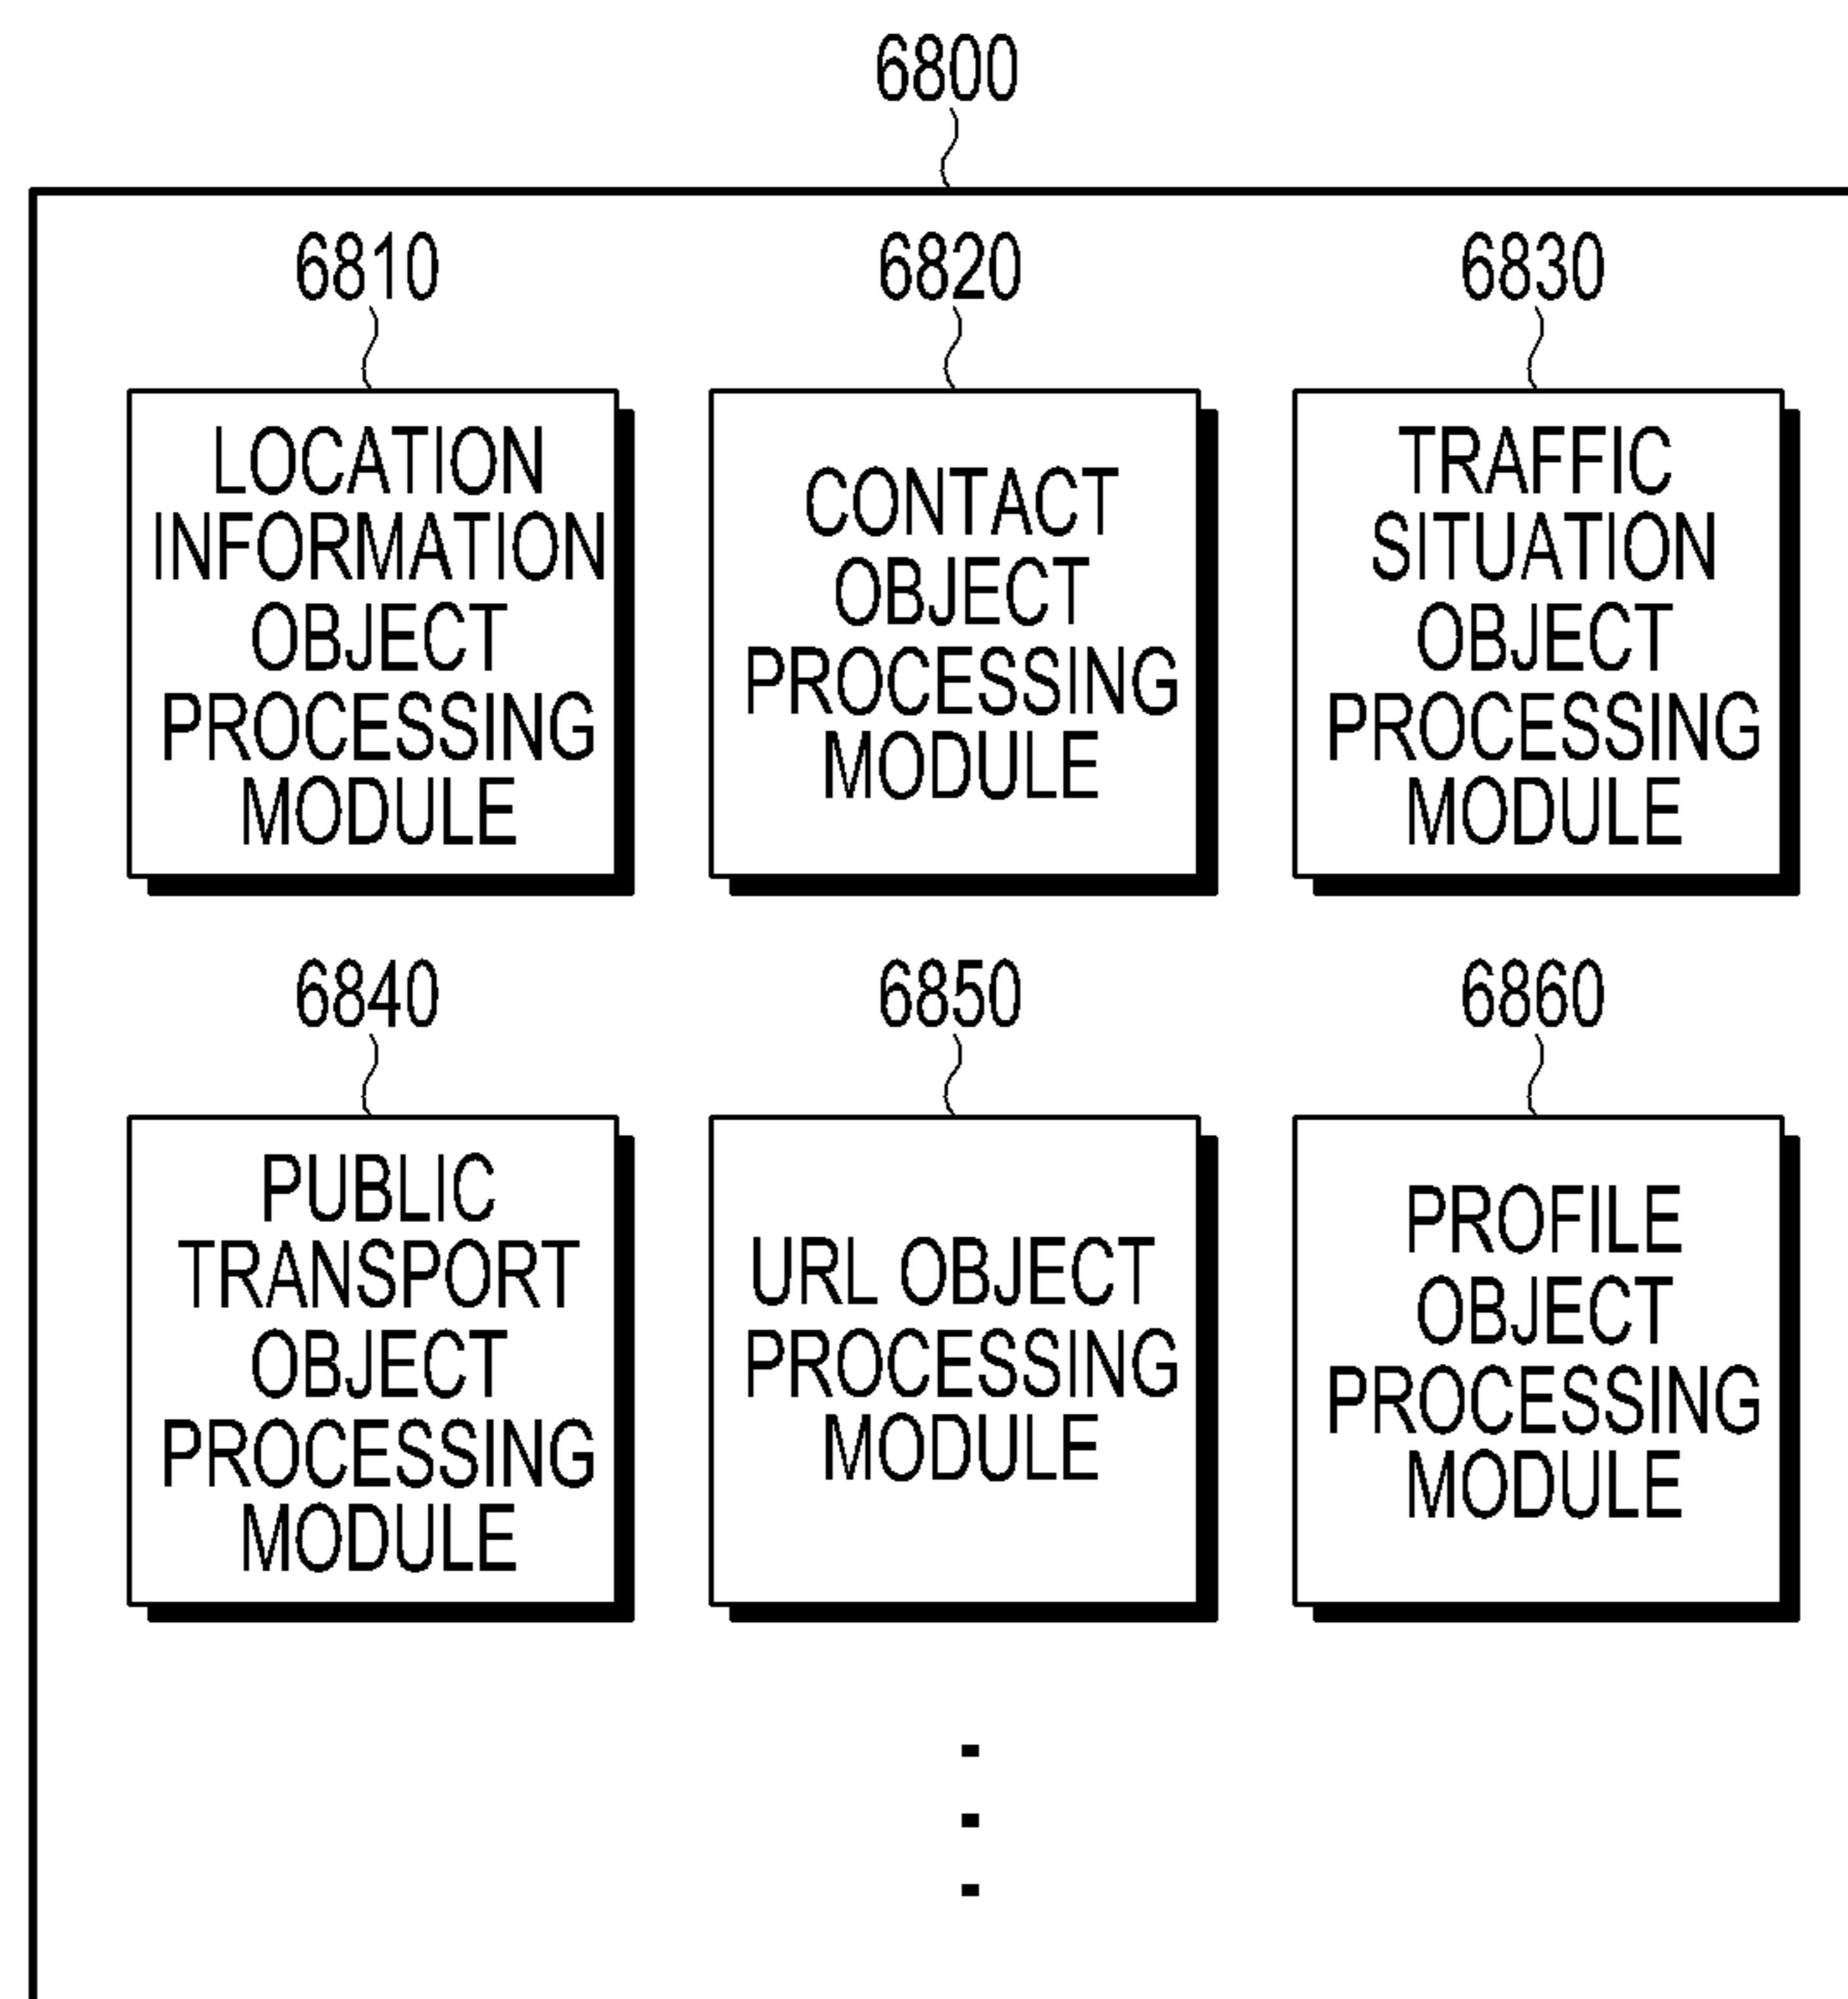 6800
6810
6820
6830
LOCATION
INFORMATION
OBJECT
PROCESSING
MODULE
CONTACT
OBJECT
PROCESSING
MODULE
TRAFFIC
SITUATION
OBJECT
PROCESSING
MODULE
6840
6850
6860
PUBLIC
TRANSPORT
OBJECT
PROCESSING
MODULE
URL OBJECT
PROCESSING
MODULE
PROFILE
OBJECT
PROCESSING
MODULE